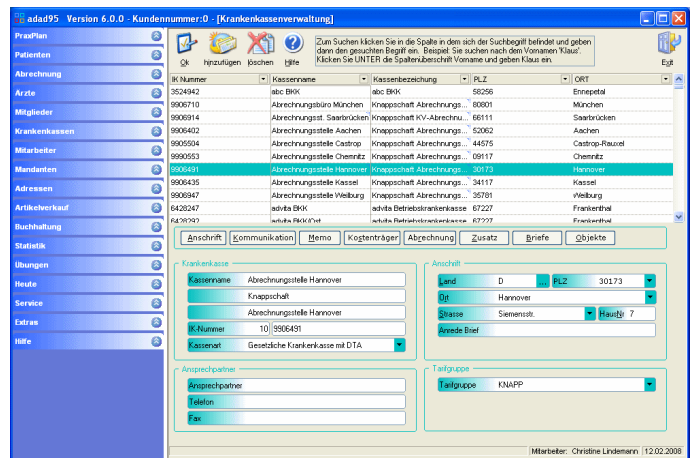 adad95 Version 6.0.0 - Kundennummer:0 - [Krankenkassenverwaltung]
PraxPlan
Patienten
Abrechnung
Ärzte
Mitglieder
Krankenkassen
Mitarbeiter
Mandanten
Adressen
Artikelverkauf
Buchhaltung
Statistik
Übungen
Heute
Service
Extras
Hilfe
Ok hinzufügen löschen Hilfe
Zum Suchen klicken Sie in die Spalte in dem sich der Suchbegriff befindet und geben
dann den gesuchten Begriff ein. Beispiel: Sie suchen nach dem Vornamen 'Klaus'.
Klicken Sie UNTER die Spaltenüberschrift Vorname und geben Klaus ein.
Exit
IK Nummer Kassenname Kassenbezeichung PLZ ORT
3524942 abc BKK abc BKK 58256 Ennepetal
9906710 Abrechnungsbüro München Knappschaft Abrechnungs... 80801 München
9906914 Abrechnungsst. Saarbrücken Knappschaft KV-Abrechnu... 66111 Saarbrücken
9906402 Abrechnungsstelle Aachen Knappschaft Abrechnungs... 52062 Aachen
9905504 Abrechnungsstelle Castrop Knappschaft Abrechnungs... 44575 Castrop-Rauxel
9990553 Abrechnungsstelle Chemnitz Knappschaft Abrechnungs... 09117 Chemnitz
9906491 Abrechnungsstelle Hannover Knappschaft Abrechnungs... 30173 Hannover
9906435 Abrechnungsstelle Kassel Knappschaft Abrechnungs... 34117 Kassel
9906947 Abrechnungsstelle Weilburg Knappschaft Abrechnungs... 35781 Weilburg
6428247 advita BKK advita Betriebskrankenkasse 67227 Frankenthal
6428292 advita BKK/Ost advita Betriebskrankenkasse 67227 Frankenthal
Anschrift Kommunikation Memo Kostenträger Abrechnung Zusatz Briefe Objekte
Krankenkasse
Kassenname Abrechnungsstelle Hannover
Knappschaft
Abrechnungsstelle Hannover
IK-Nummer 10 9906491
Kassenart Gesetzliche Krankenkasse mit DTA
Anschrift
Land D ... PLZ 30173
Ort Hannover
Strasse Siemensstr. HausNr 7
Anrede Brief
Ansprechpartner
Ansprechpartner
Telefon
Fax
Tarifgruppe
Tarifgruppe KNAPP
Mitarbeiter: Christine Lindemann 12.02.2008